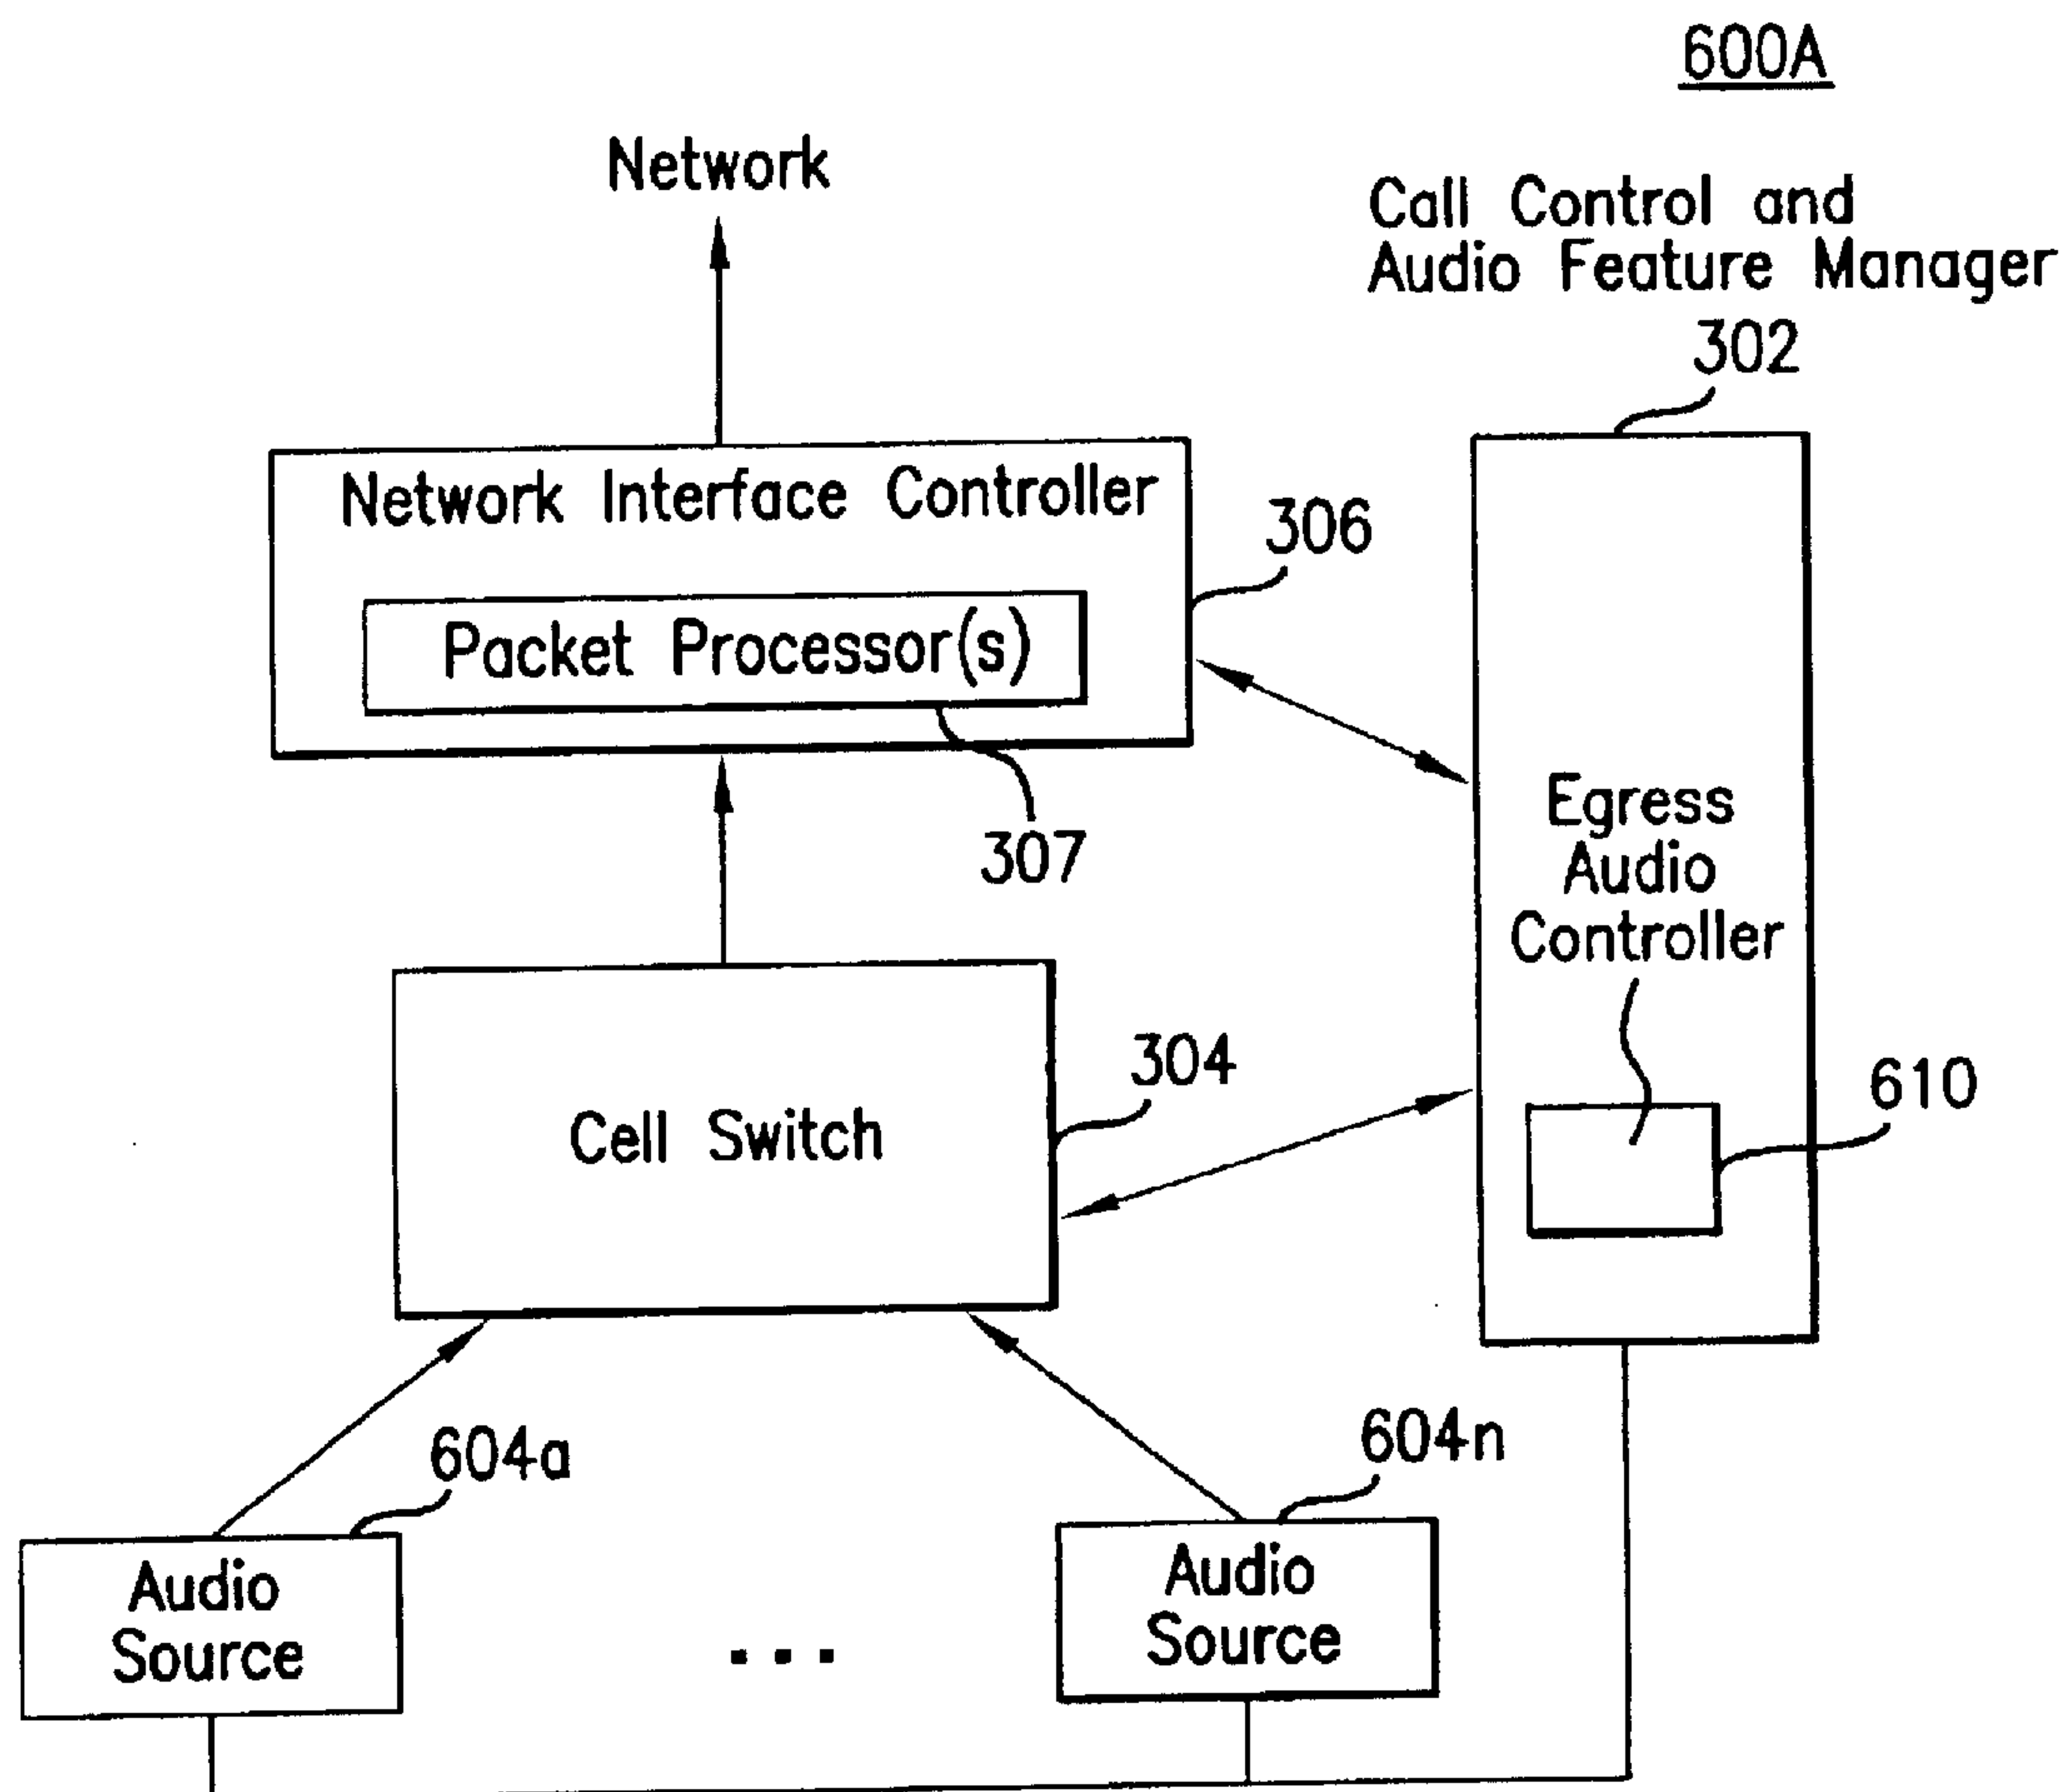 600A
Network
Call Control and
Audio Feature Manager
302
Network Interface Controller
306
Packet Processor(s)
307
Egress
Audio
Controller
304
Cell Switch
610
604a
604n
Audio
Source
...
Audio
Source